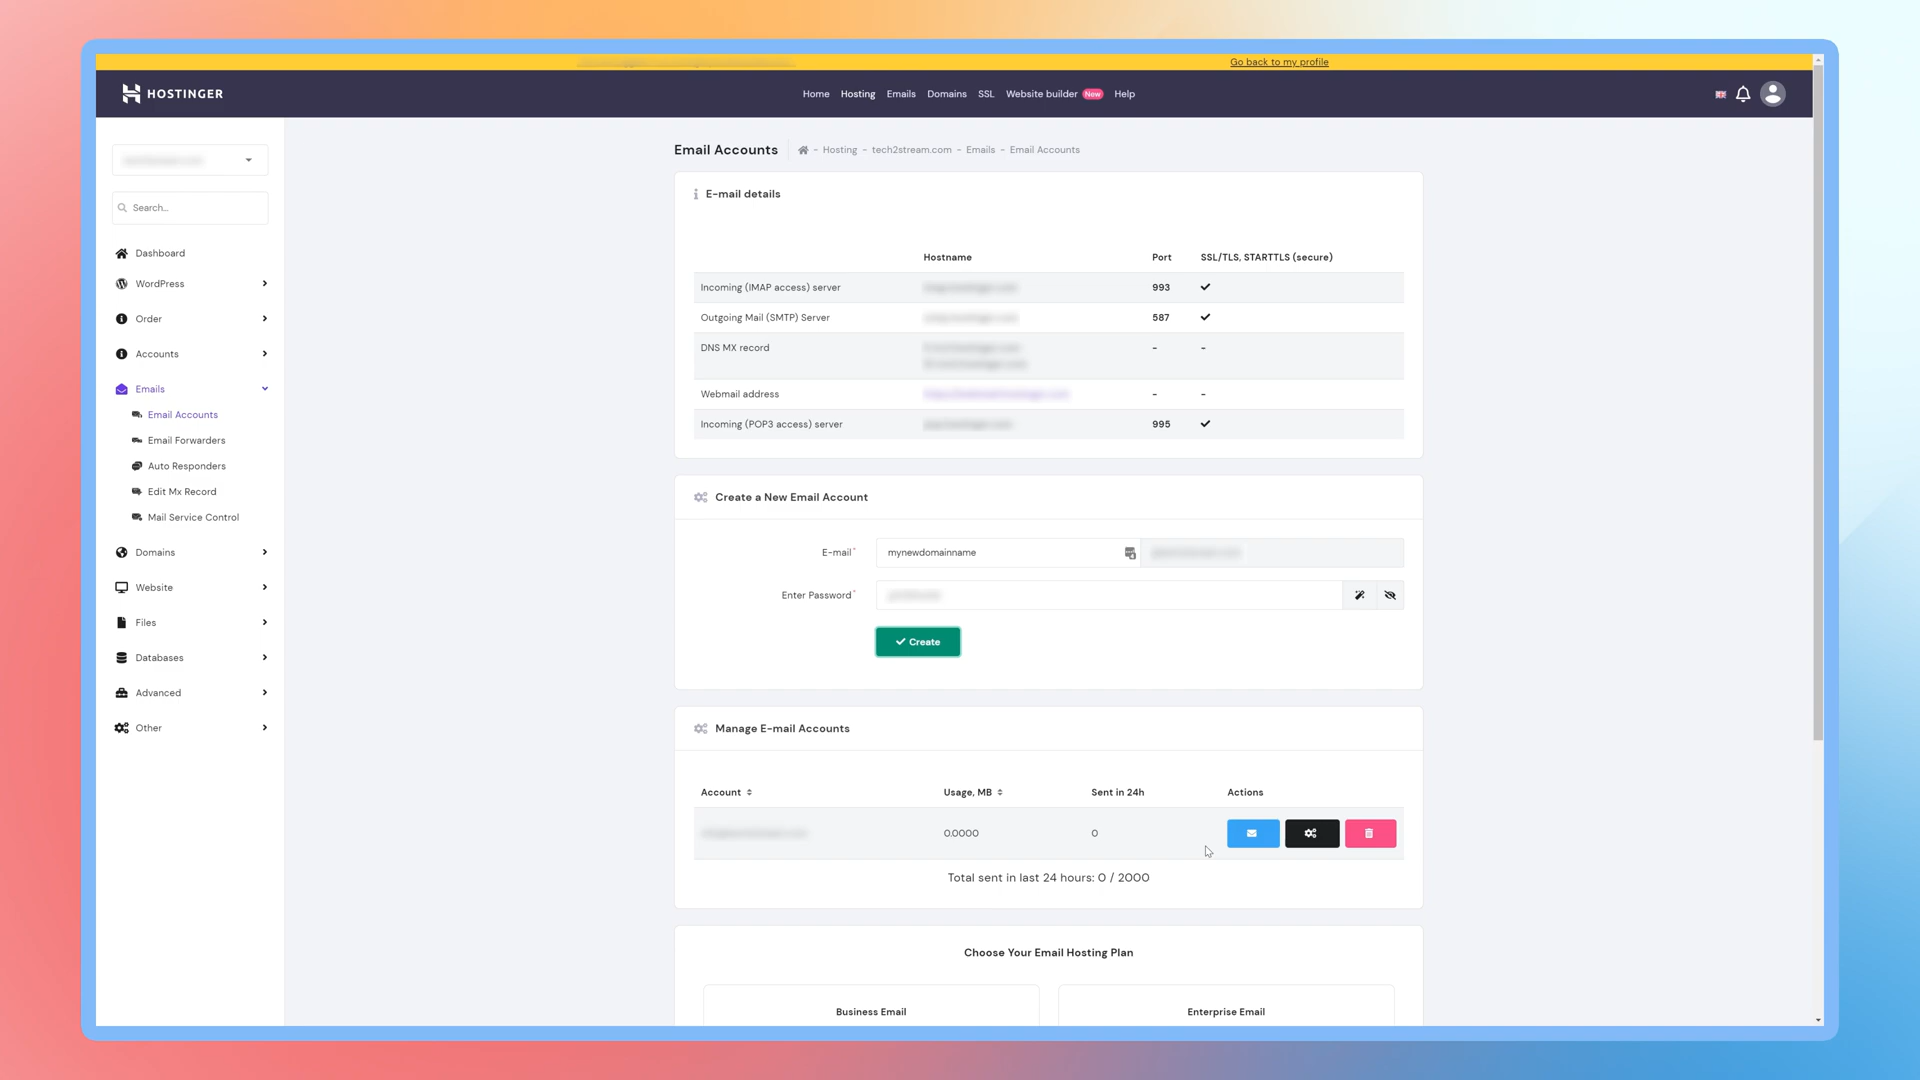 Go back to my profile
HOSTINGER
Home Hosting Emails Domains SSL Website builder New Help
Email Accounts - Hosting - tech2stream.com - Emails - Email Accounts
Search...
Dashboard
WordPress
Order
Accounts
Emails
Email Accounts
Email Forwarders
Auto Responders
Edit Mx Record
Mail Service Control
Domains
Website
Files
Databases
Advanced
Other
E-mail details
Hostname Port SSL/TLS, STARTTLS (secure)
Incoming (IMAP access) server 993
Outgoing Mail (SMTP) Server 587
DNS MX record - -
Webmail address - -
Incoming (POP3 access) server 995
Create a New Email Account
E-mail* mynewdomainname
Enter Password*
Create
Manage E-mail Accounts
Account Usage, MB Sent in 24h Actions
0.0000 0
Total sent in last 24 hours: 0 / 2000
Choose Your Email Hosting Plan
Business Email Enterprise Email